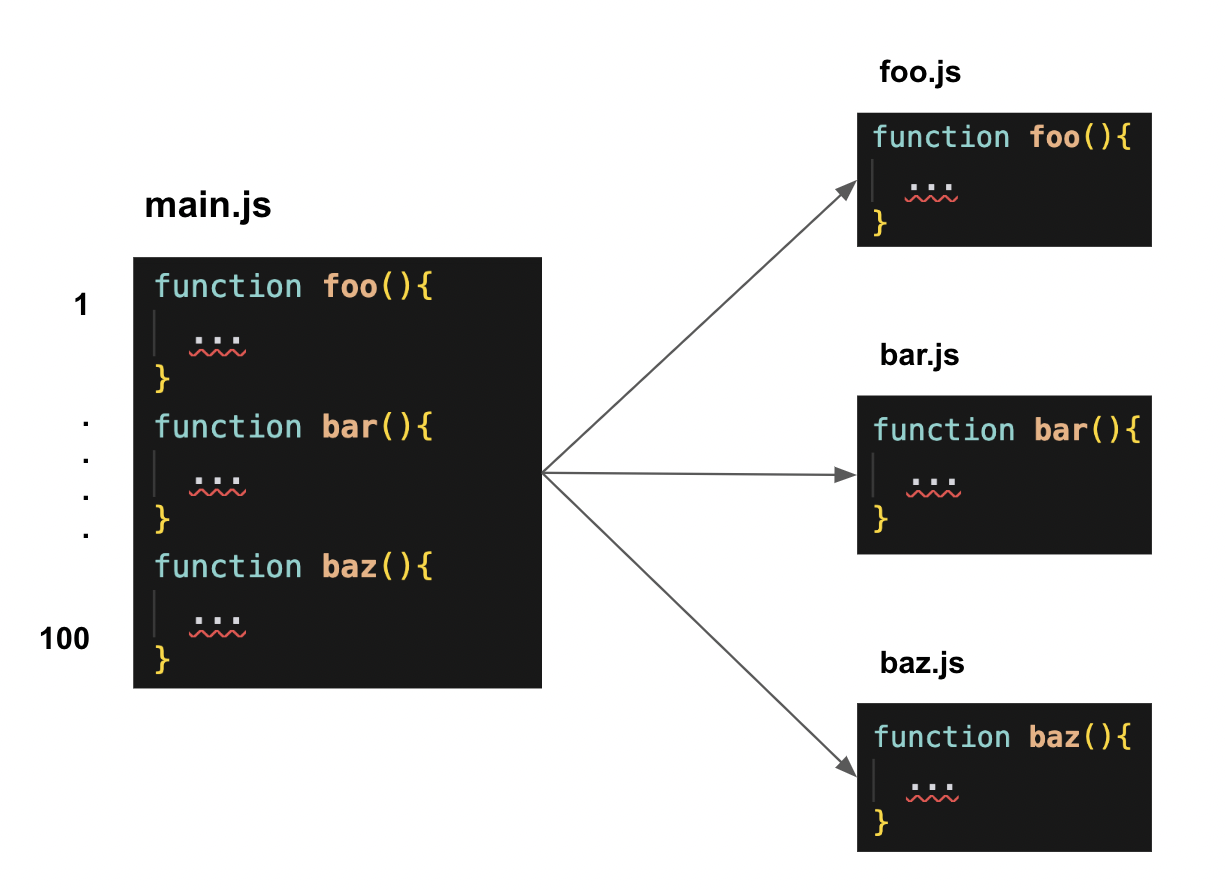 main.js
1
function foo(){
...
}
.
.
.
.
function bar(){
...
}
function baz(){
...
}
100
foo.js
function foo(){
...
}
bar.js
function bar(){
...
}
baz.js
function baz(){
...
}